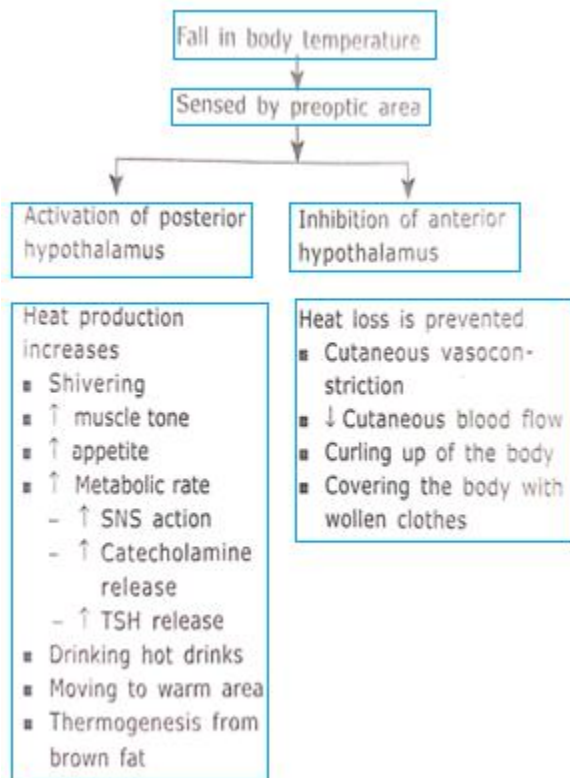 Fall in body temperature
Sensed by preoptic area
Activation of posterior
hypothalamus
Inhibition of anterior
hypothalamus
Heat production
increases
▪ Shivering
▪ ↑ muscle tone
▪ ↑ appetite
▪ ↑ Metabolic rate
– ↑ SNS action
– ↑ Catecholamine
release
– ↑ TSH release
▪ Drinking hot drinks
▪ Moving to warm area
▪ Thermogenesis from
brown fat
Heat loss is prevented
▪ Cutaneous vasocon-
striction
▪ ↓ Cutaneous blood flow
▪ Curling up of the body
▪ Covering the body with
wollen clothes